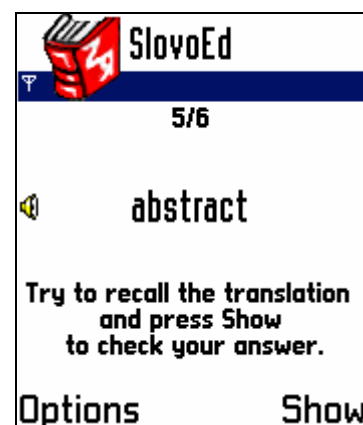 SlovoEd
5/6
abstract
Try to recall the translation
and press Show
to check your answer.
Options Show